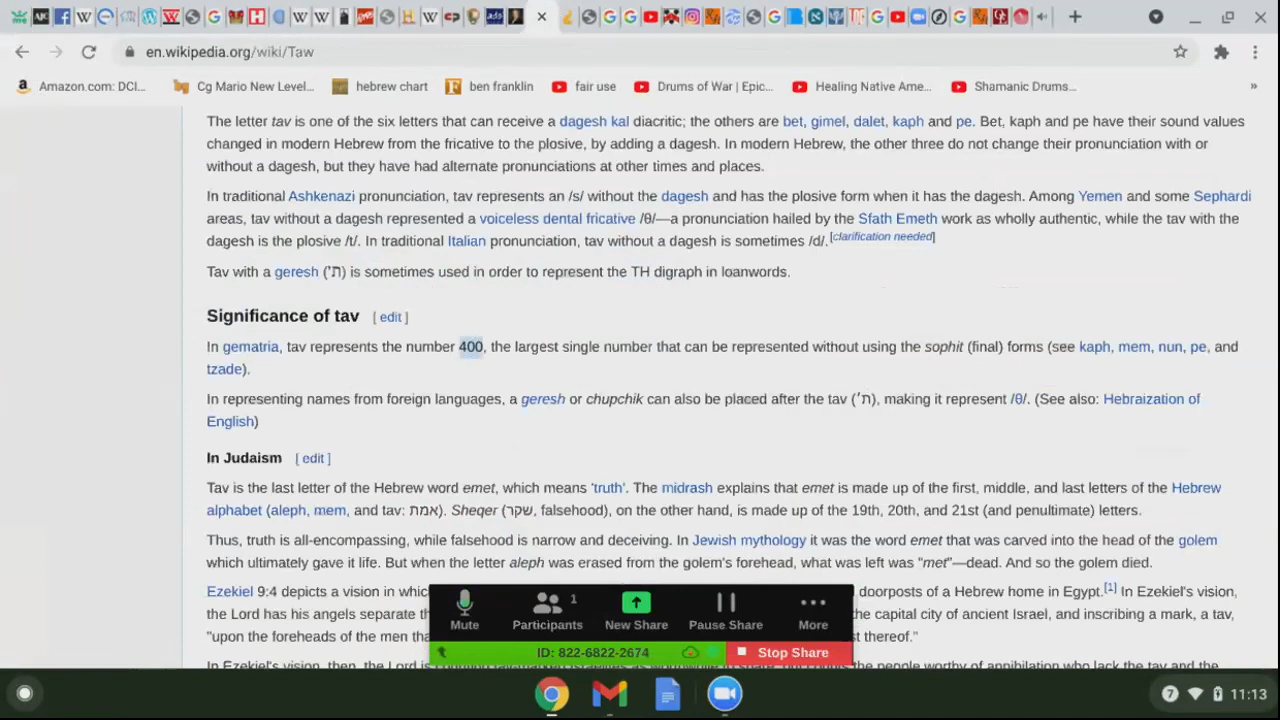 en.wikipedia.org/wiki/Taw
Amazon.com: DCI... Cg Mario New Level... hebrew chart ben franklin fair use Drums of War | Epic... Healing Native Ame... Shamanic Drums... »
The letter tav is one of the six letters that can receive a dagesh kal diacritic; the others are bet, gimel, dalet, kaph and pe. Bet, kaph and pe have their sound values
changed in modern Hebrew from the fricative to the plosive, by adding a dagesh. In modern Hebrew, the other three do not change their pronunciation with or
without a dagesh, but they have had alternate pronunciations at other times and places.
In traditional Ashkenazi pronunciation, tav represents an /s/ without the dagesh and has the plosive form when it has the dagesh. Among Yemen and some Sephardi
areas, tav without a dagesh represented a voiceless dental fricative /θ/—a pronunciation hailed by the Sfath Emeth work as wholly authentic, while the tav with the
dagesh is the plosive /t/. In traditional Italian pronunciation, tav without a dagesh is sometimes /d/.[clarification needed]
Tav with a geresh (ת׳) is sometimes used in order to represent the TH digraph in loanwords.
Significance of tav [ edit ]
In gematria, tav represents the number 400, the largest single number that can be represented without using the sophit (final) forms (see kaph, mem, nun, pe, and
tzade).
In representing names from foreign languages, a geresh or chupchik can also be placed after the tav (ת׳), making it represent /θ/. (See also: Hebraization of
English)
In Judaism [ edit ]
Tav is the last letter of the Hebrew word emet, which means 'truth'. The midrash explains that emet is made up of the first, middle, and last letters of the Hebrew
alphabet (aleph, mem, and tav: אמת). Sheqer (שקר, falsehood), on the other hand, is made up of the 19th, 20th, and 21st (and penultimate) letters.
Thus, truth is all-encompassing, while falsehood is narrow and deceiving. In Jewish mythology it was the word emet that was carved into the head of the golem
which ultimately gave it life. But when the letter aleph was erased from the golem's forehead, what was left was "met"—dead. And so the golem died.
Ezekiel 9:4 depicts a vision in whic doorposts of a Hebrew home in Egypt.[1] In Ezekiel's vision,
the Lord has his angels separate th the capital city of ancient Israel, and inscribing a mark, a tav,
"upon the foreheads of the men tha st thereof."
In Ezekiel's vision, then, the Lord is the people worthy of annihilation who lack the tav and the
Mute Participants 1 New Share Pause Share More
ID: 822-6822-2674 Stop Share
7 11:13